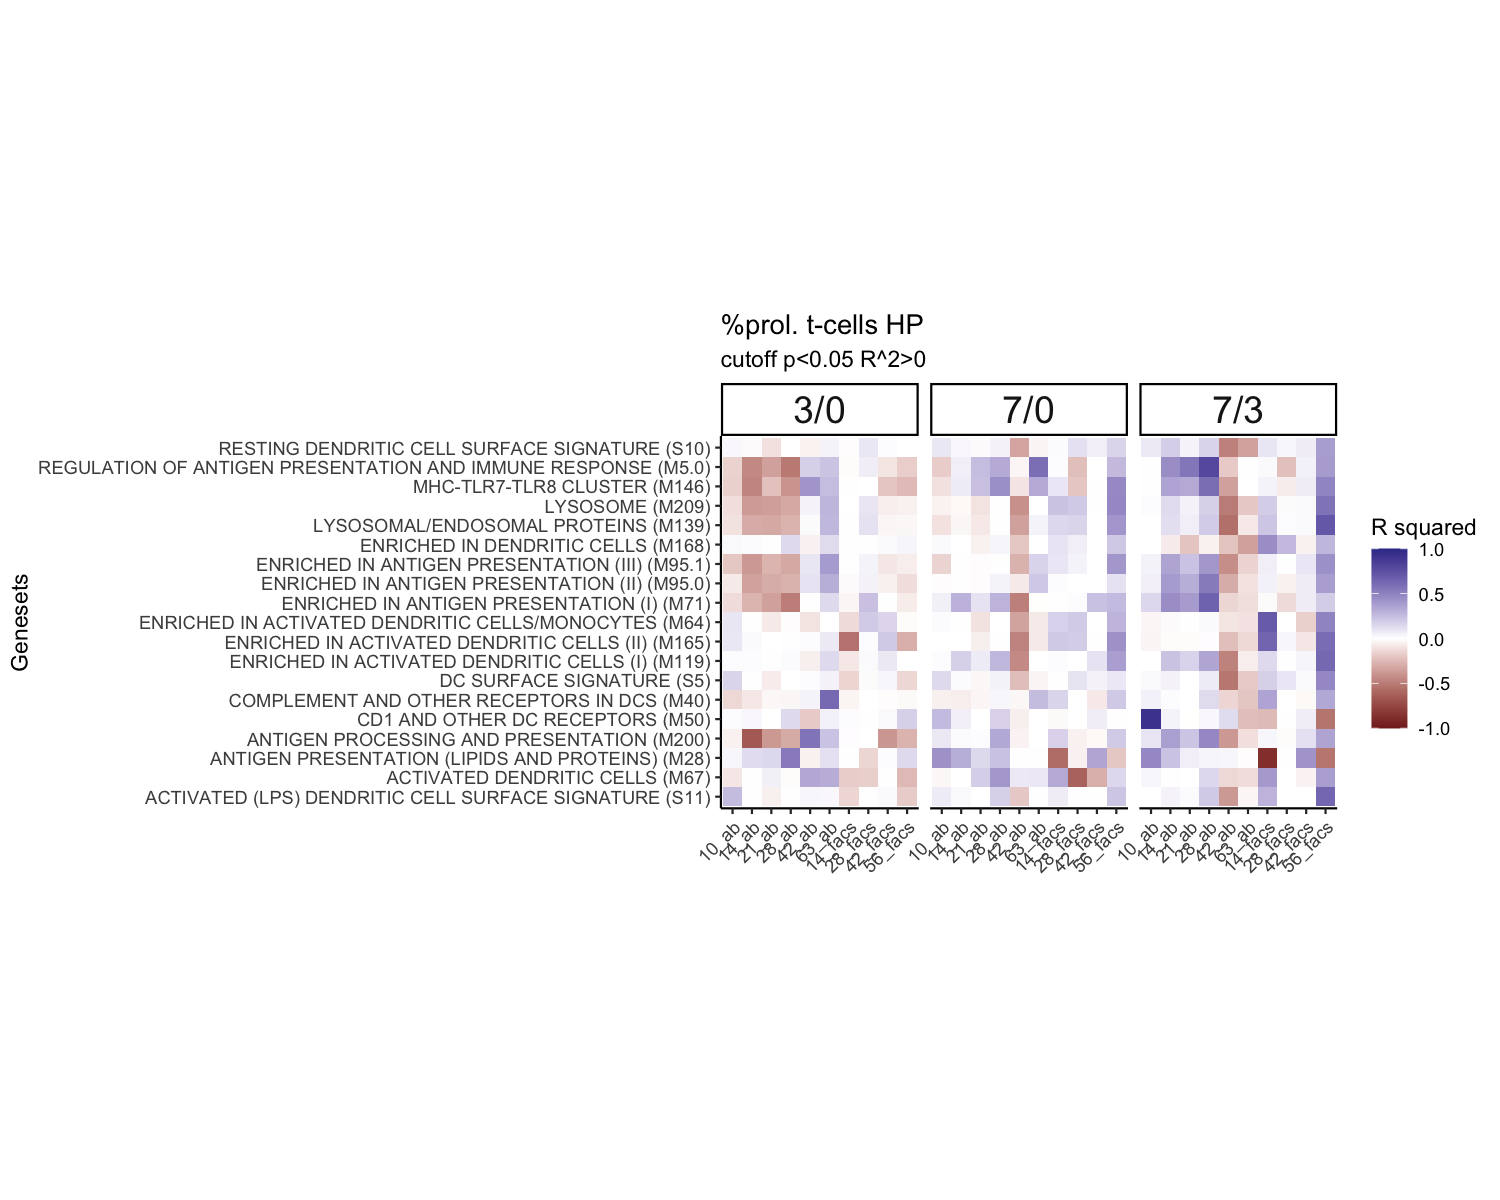 %prol. t-cells HP
cutoff p<0.05 R^2>0
3/0 7/0 7/3
Genesets
RESTING DENDRITIC CELL SURFACE SIGNATURE (S10)
REGULATION OF ANTIGEN PRESENTATION AND IMMUNE RESPONSE (M5.0)
MHC-TLR7-TLR8 CLUSTER (M146)
LYSOSOME (M209)
LYSOSOMAL/ENDOSOMAL PROTEINS (M139)
ENRICHED IN DENDRITIC CELLS (M168)
ENRICHED IN ANTIGEN PRESENTATION (III) (M95.1)
ENRICHED IN ANTIGEN PRESENTATION (II) (M95.0)
ENRICHED IN ANTIGEN PRESENTATION (I) (M71)
ENRICHED IN ACTIVATED DENDRITIC CELLS/MONOCYTES (M64)
ENRICHED IN ACTIVATED DENDRITIC CELLS (II) (M165)
ENRICHED IN ACTIVATED DENDRITIC CELLS (I) (M119)
DC SURFACE SIGNATURE (S5)
COMPLEMENT AND OTHER RECEPTORS IN DCS (M40)
CD1 AND OTHER DC RECEPTORS (M50)
ANTIGEN PROCESSING AND PRESENTATION (M200)
ANTIGEN PRESENTATION (LIPIDS AND PROTEINS) (M28)
ACTIVATED DENDRITIC CELLS (M67)
ACTIVATED (LPS) DENDRITIC CELL SURFACE SIGNATURE (S11)
10_ab 14_ab 21_ab 28_ab 42_ab 63_ab 14_facs 28_facs 42_facs 56_facs
10_ab 14_ab 21_ab 28_ab 42_ab 63_ab 14_facs 28_facs 42_facs 56_facs
10_ab 14_ab 21_ab 28_ab 42_ab 63_ab 14_facs 28_facs 42_facs 56_facs
R squared
1.0
0.5
0.0
-0.5
-1.0